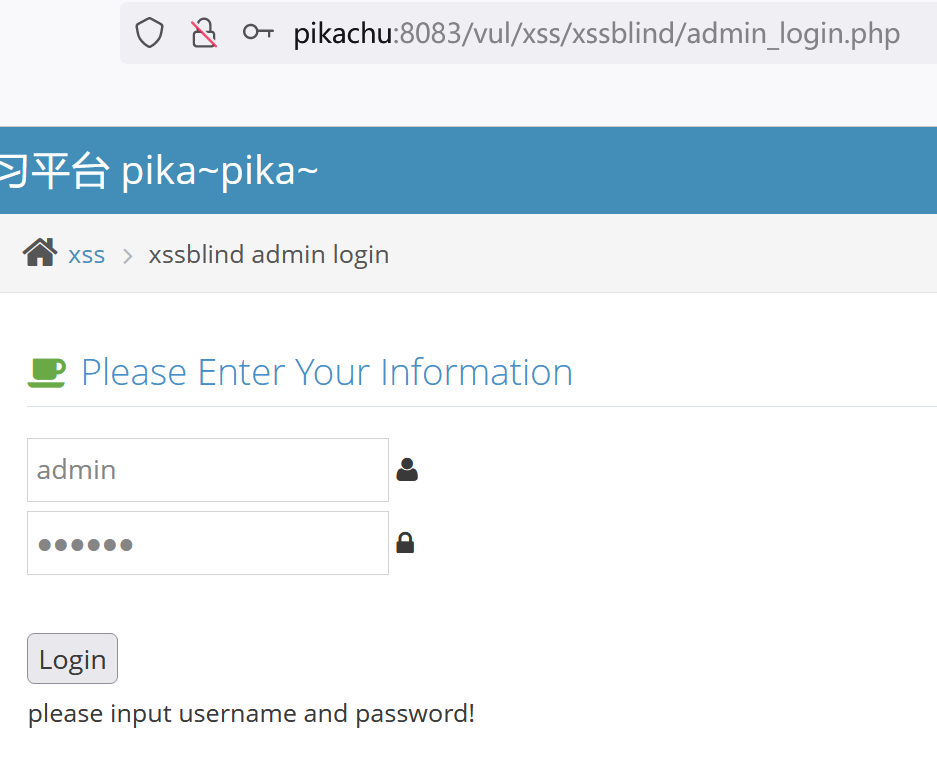 pikachu:8083/vul/xss/xssblind/admin_login.php
习平台 pika~pika~
xss > xssblind admin login
Please Enter Your Information
admin
••••••
Login
please input username and password!